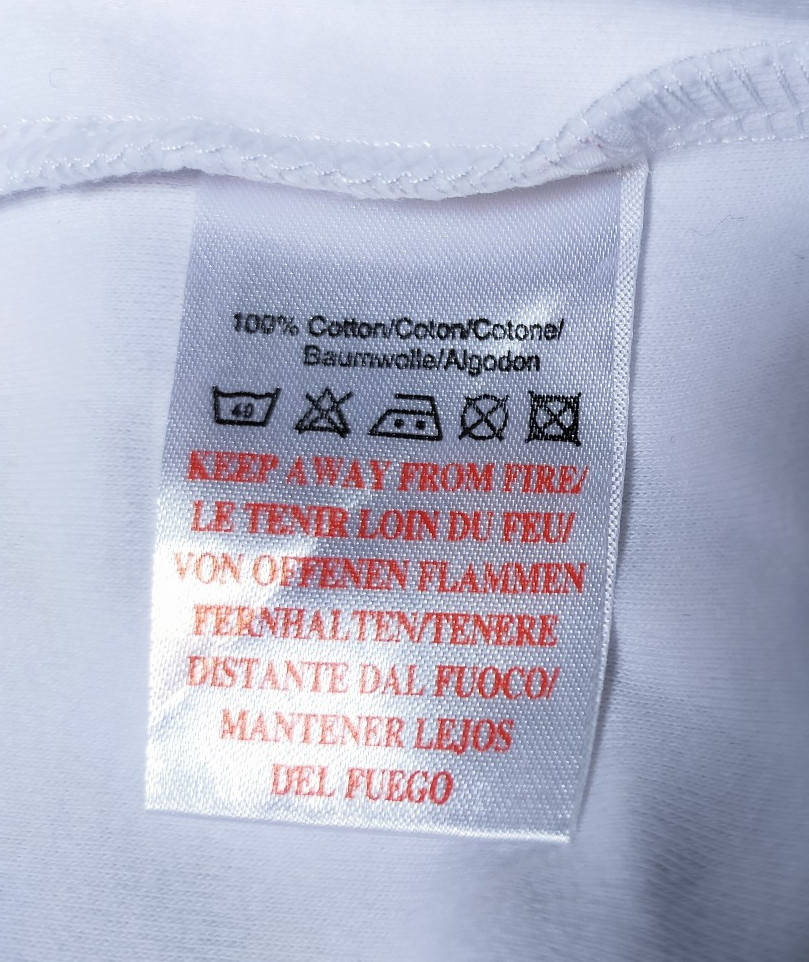 100% Cotton/Coton/Cotone/
Baumwolle/Algodon
40
KEEP AWAY FROM FIRE/
LE TENIR LOIN DU FEU/
VON OFFENEN FLAMMEN
FERNHALTEN/TENERE
DISTANTE DAL FUOCO/
MANTENER LEJOS
DEL FUEGO